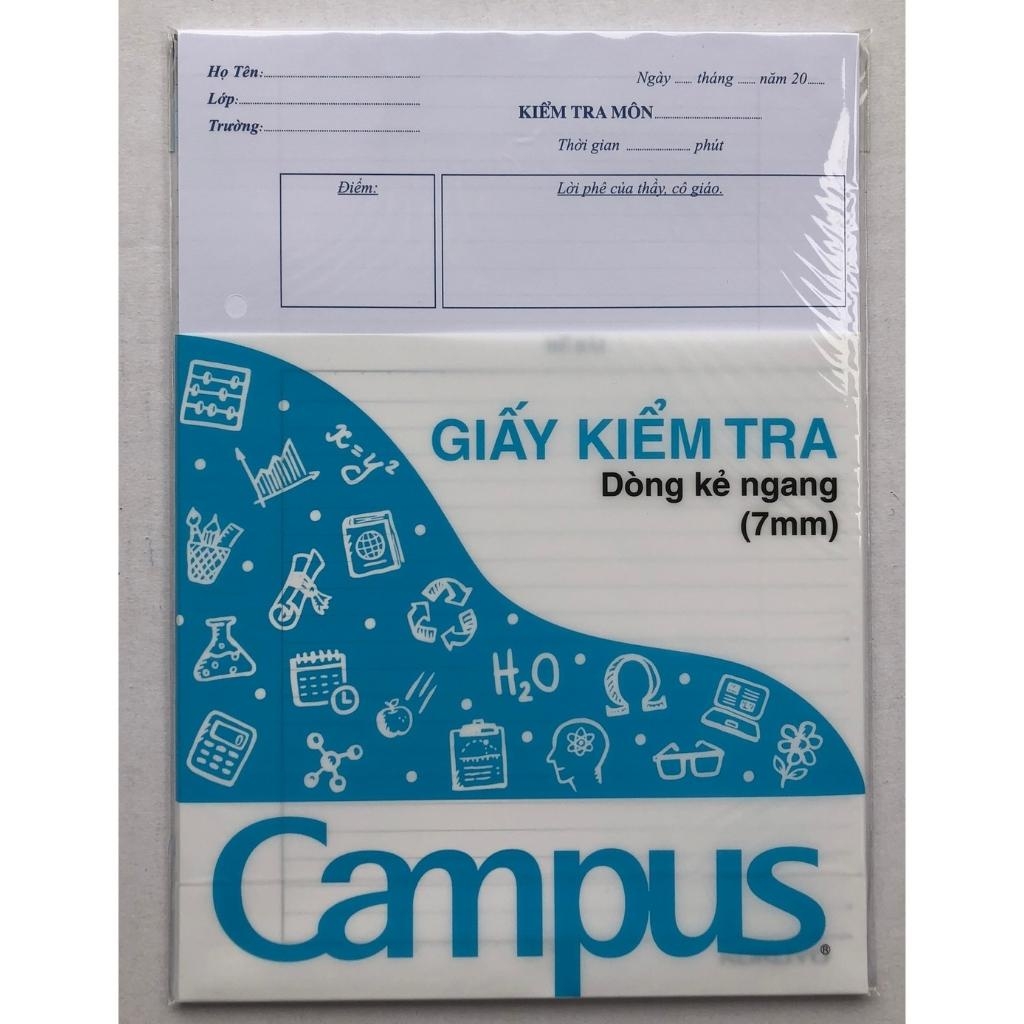 Họ Tên:
Ngày ...... tháng ...... năm 20......
Lớp:
KIỂM TRA MÔN
Trường:
Thời gian .................. phút
Điểm:
Lời phê của thầy, cô giáo.
GIẤY KIỂM TRA
Dòng kẻ ngang
(7mm)
x=y²
H₂O
Campus®